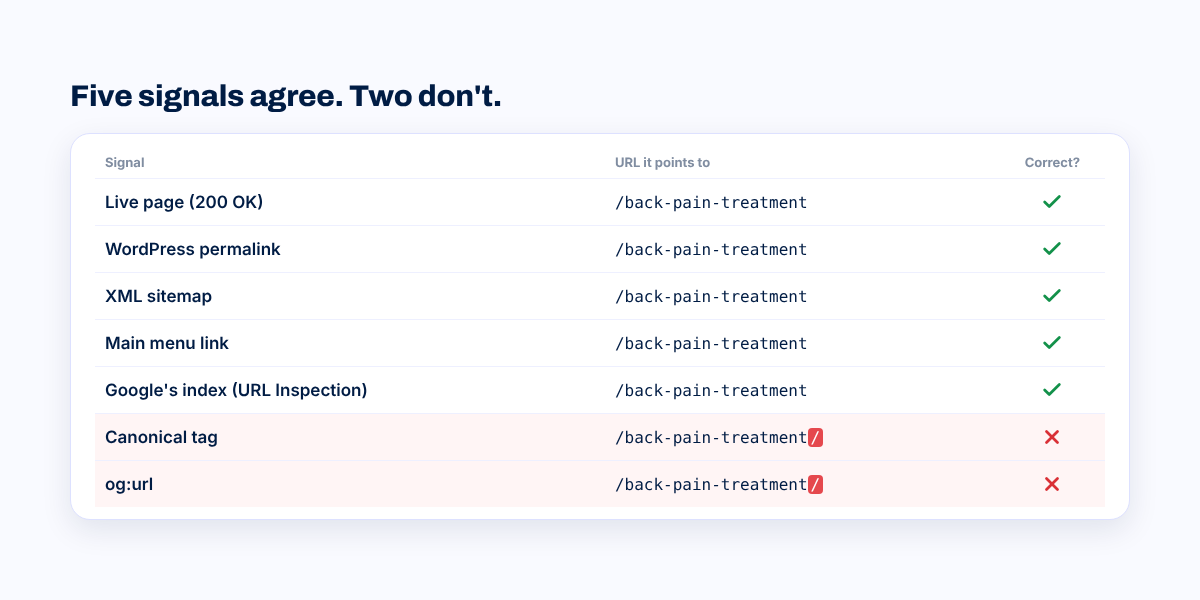 Five signals agree. Two don't.
Signal URL it points to Correct?
Live page (200 OK) /back-pain-treatment
WordPress permalink /back-pain-treatment
XML sitemap /back-pain-treatment
Main menu link /back-pain-treatment
Google's index (URL Inspection) /back-pain-treatment
Canonical tag /back-pain-treatment/
og:url /back-pain-treatment/